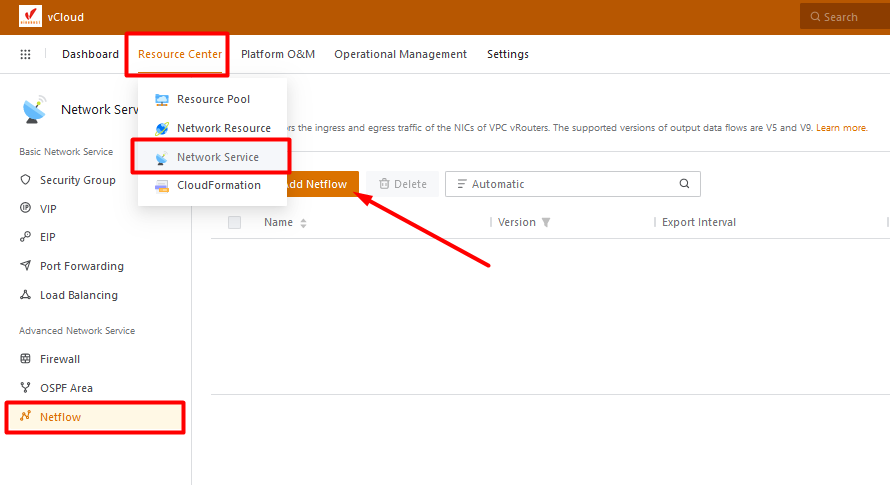 vCloud
Search
Dashboard
Resource Center
Platform O&M
Operational Management
Settings
Resource Pool
Network Resource
Network Service
CloudFormation
Network Serv
rs the ingress and egress traffic of the NICs of VPC vRouters. The supported versions of output data flows are V5 and V9. Learn more.
Basic Network Service
Security Group
VIP
EIP
Port Forwarding
Load Balancing
Advanced Network Service
Firewall
OSPF Area
Netflow
dd Netflow
Delete
Automatic
Name
Version
Export Interval